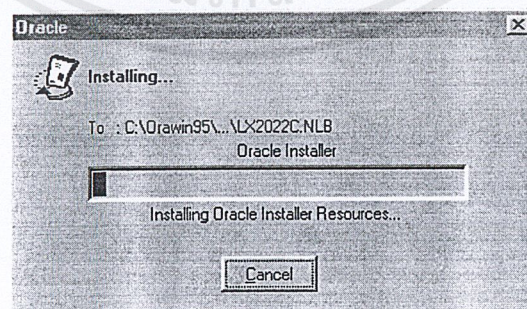 Oracle
Installing...
To : C:\Orawin95\...\LX2022C.NLB
Oracle Installer
Installing Oracle Installer Resources...
Cancel